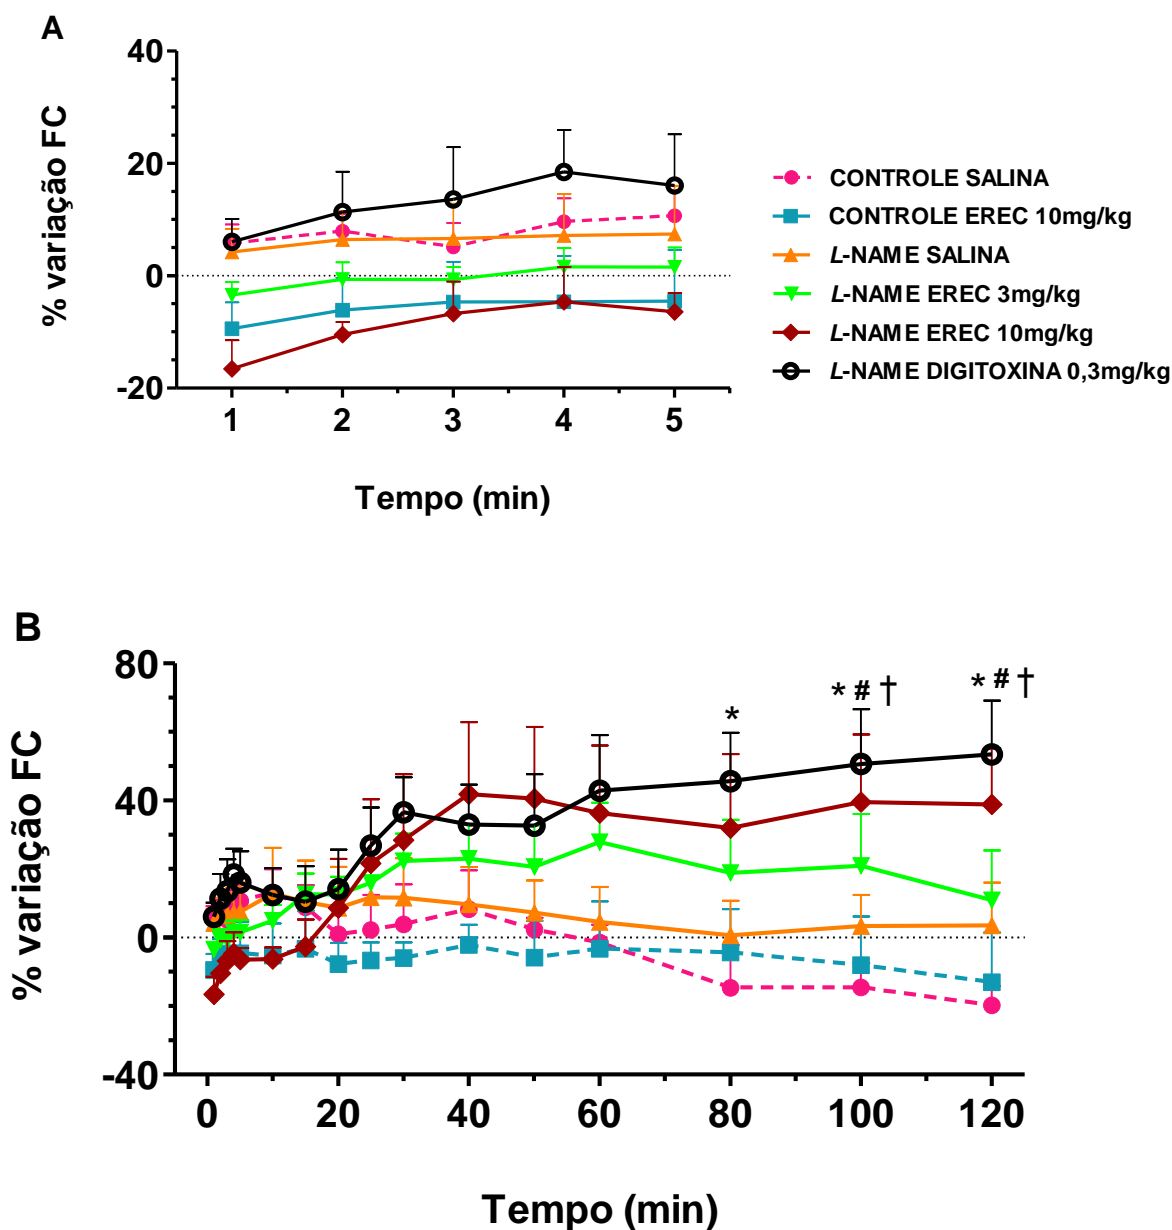 A
40
20
0
-20
% variação FC
1 2 3 4 5
Tempo (min)
CONTROLE SALINA
CONTROLE EREC 10mg/kg
L-NAME SALINA
L-NAME EREC 3mg/kg
L-NAME EREC 10mg/kg
L-NAME DIGITOXINA 0,3mg/kg
B
80
40
0
-40
% variação FC
*
* # †
* # †
0 20 40 60 80 100 120
Tempo (min)